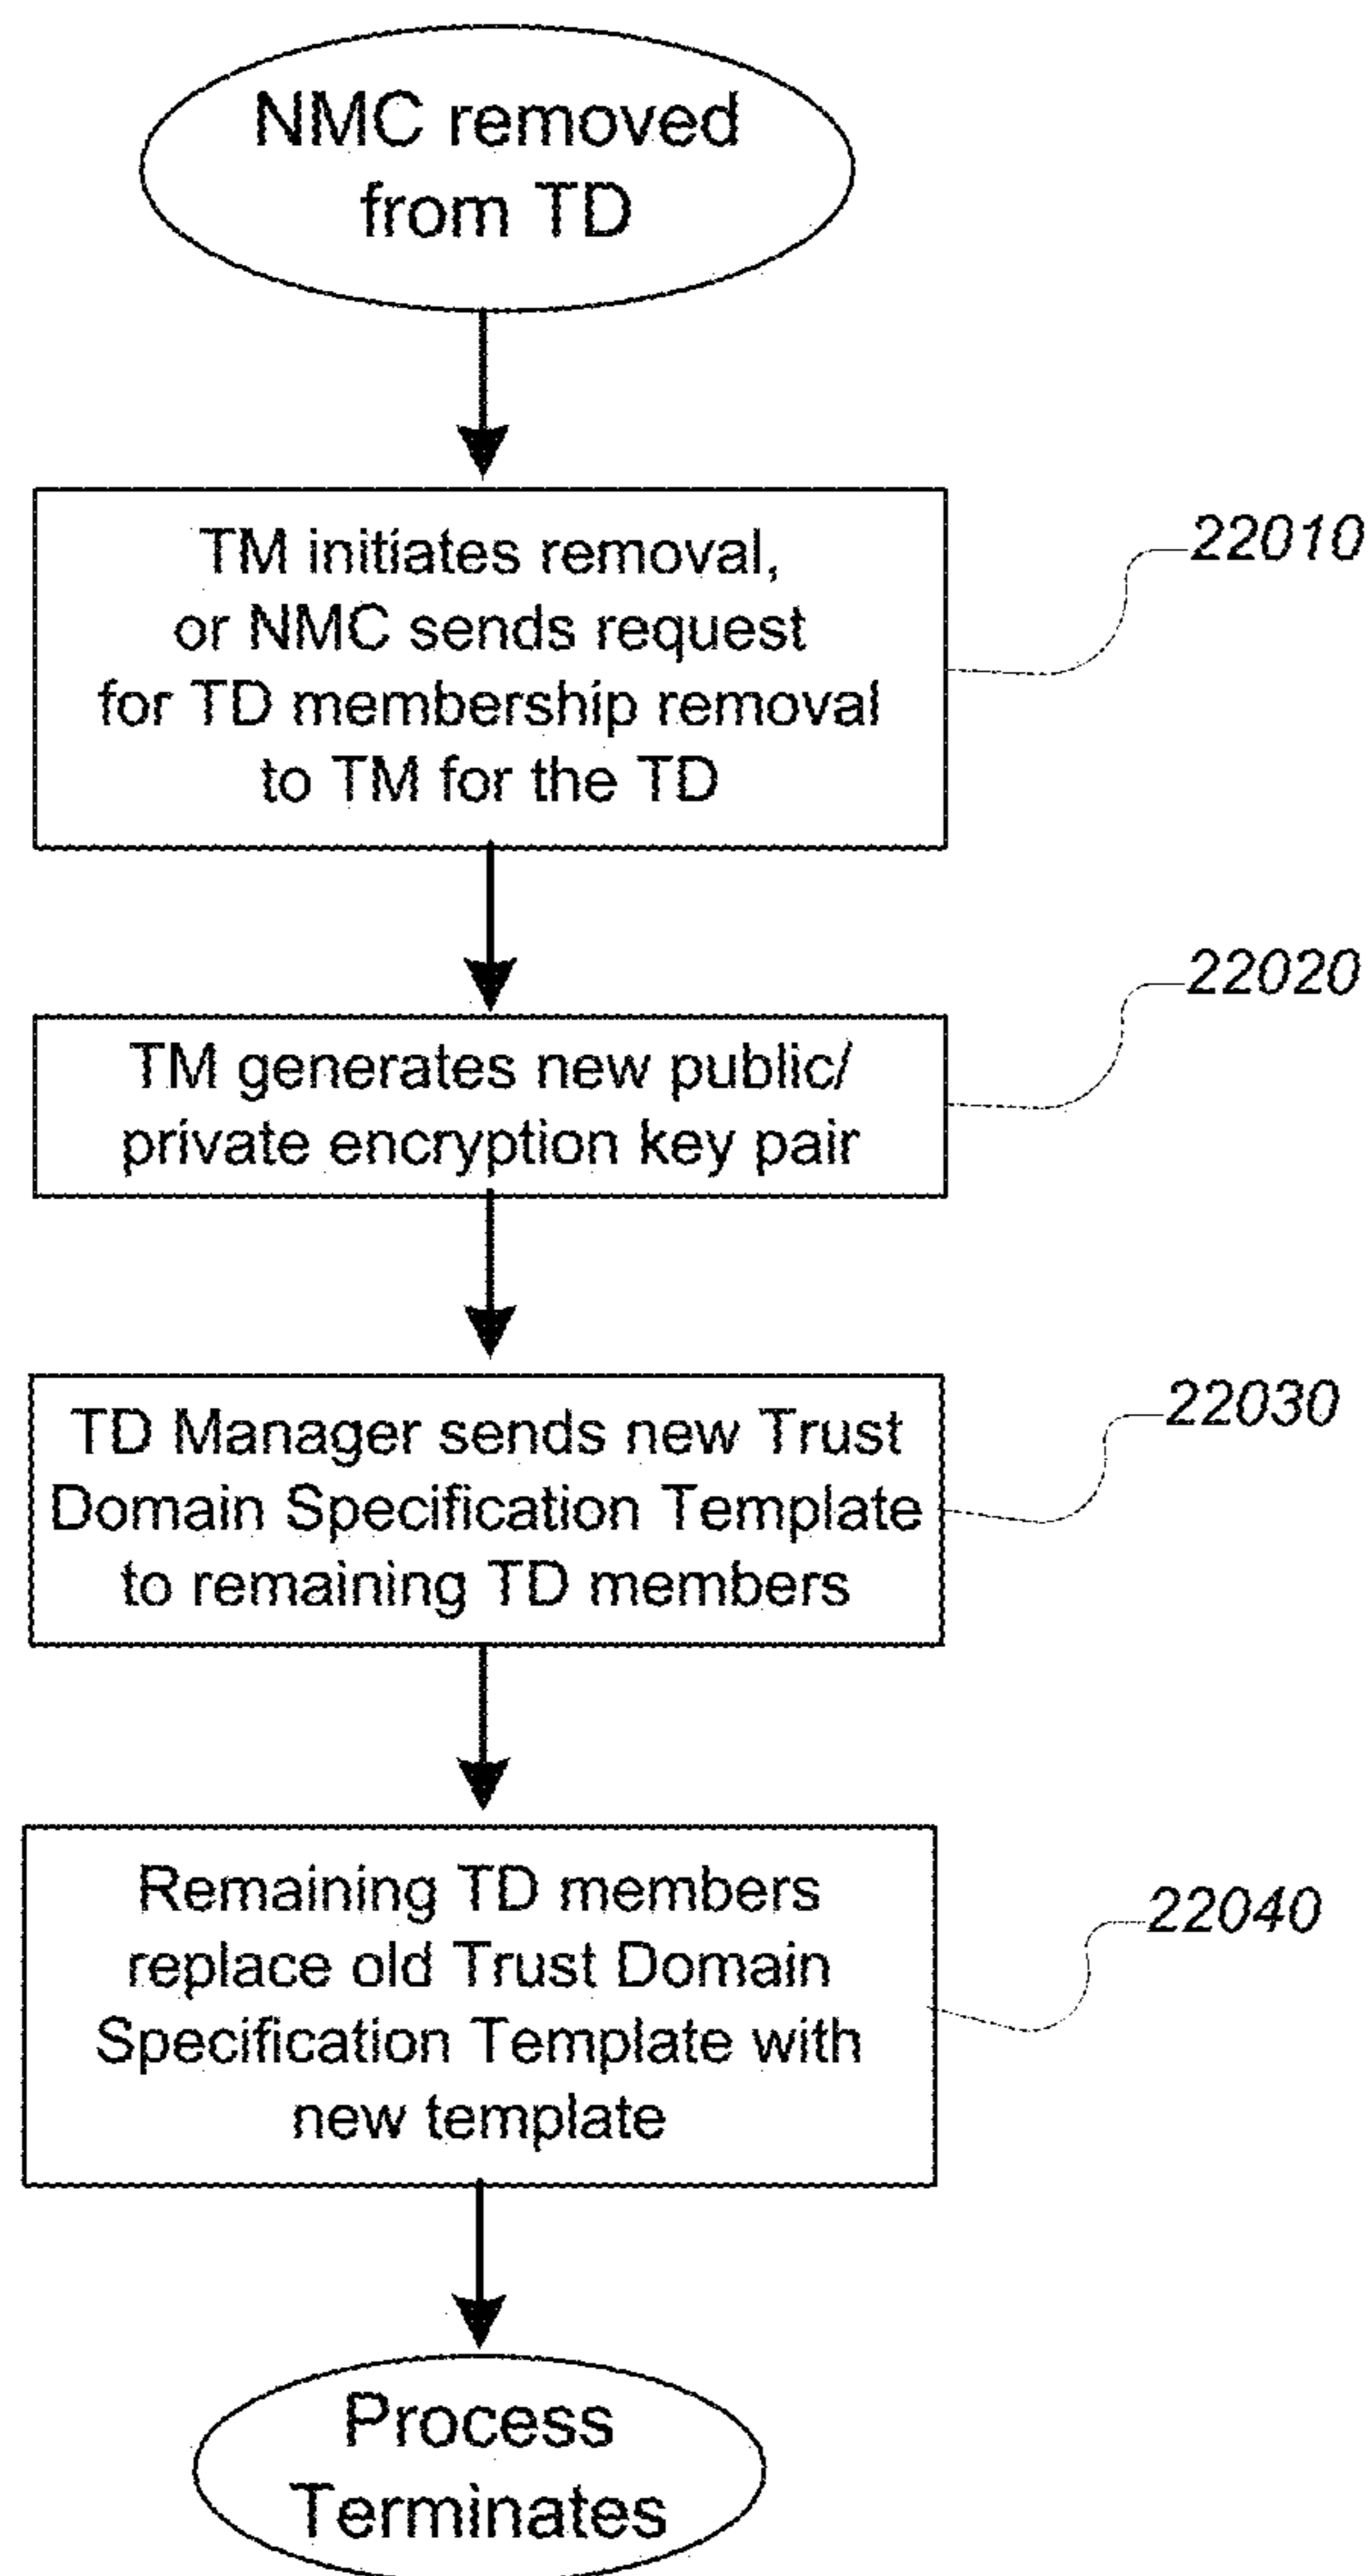 NMC removed
from TD
TM initiates removal,
or NMC sends request
for TD membership removal
to TM for the TD
22010
TM generates new public/
private encryption key pair
22020
TD Manager sends new Trust
Domain Specification Template
to remaining TD members
22030
Remaining TD members
replace old Trust Domain
Specification Template with
new template
22040
Process
Terminates